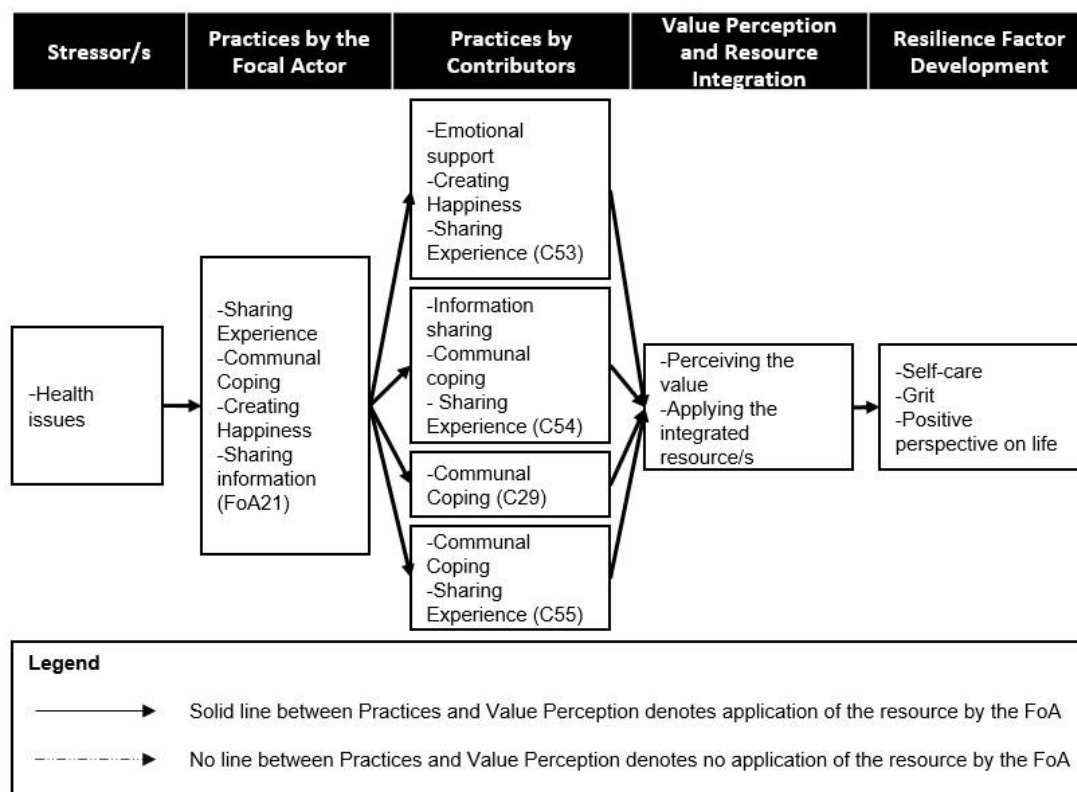 Stressor/s
Practices by the
Focal Actor
Practices by
Contributors
Value Perception
and Resource
Integration
Resilience Factor
Development
-Health
issues
-Sharing
Experience
-Communal
Coping
-Creating
Happiness
-Sharing
information
(FoA21)
-Emotional
support
-Creating
Happiness
-Sharing
Experience (C53)
-Information
sharing
-Communal
coping
- Sharing
Experience (C54)
-Communal
Coping (C29)
-Communal
Coping
-Sharing
Experience (C55)
-Perceiving the
value
-Applying the
integrated
resource/s
-Self-care
-Grit
-Positive
perspective on life
Legend
Solid line between Practices and Value Perception denotes application of the resource by the FoA
No line between Practices and Value Perception denotes no application of the resource by the FoA